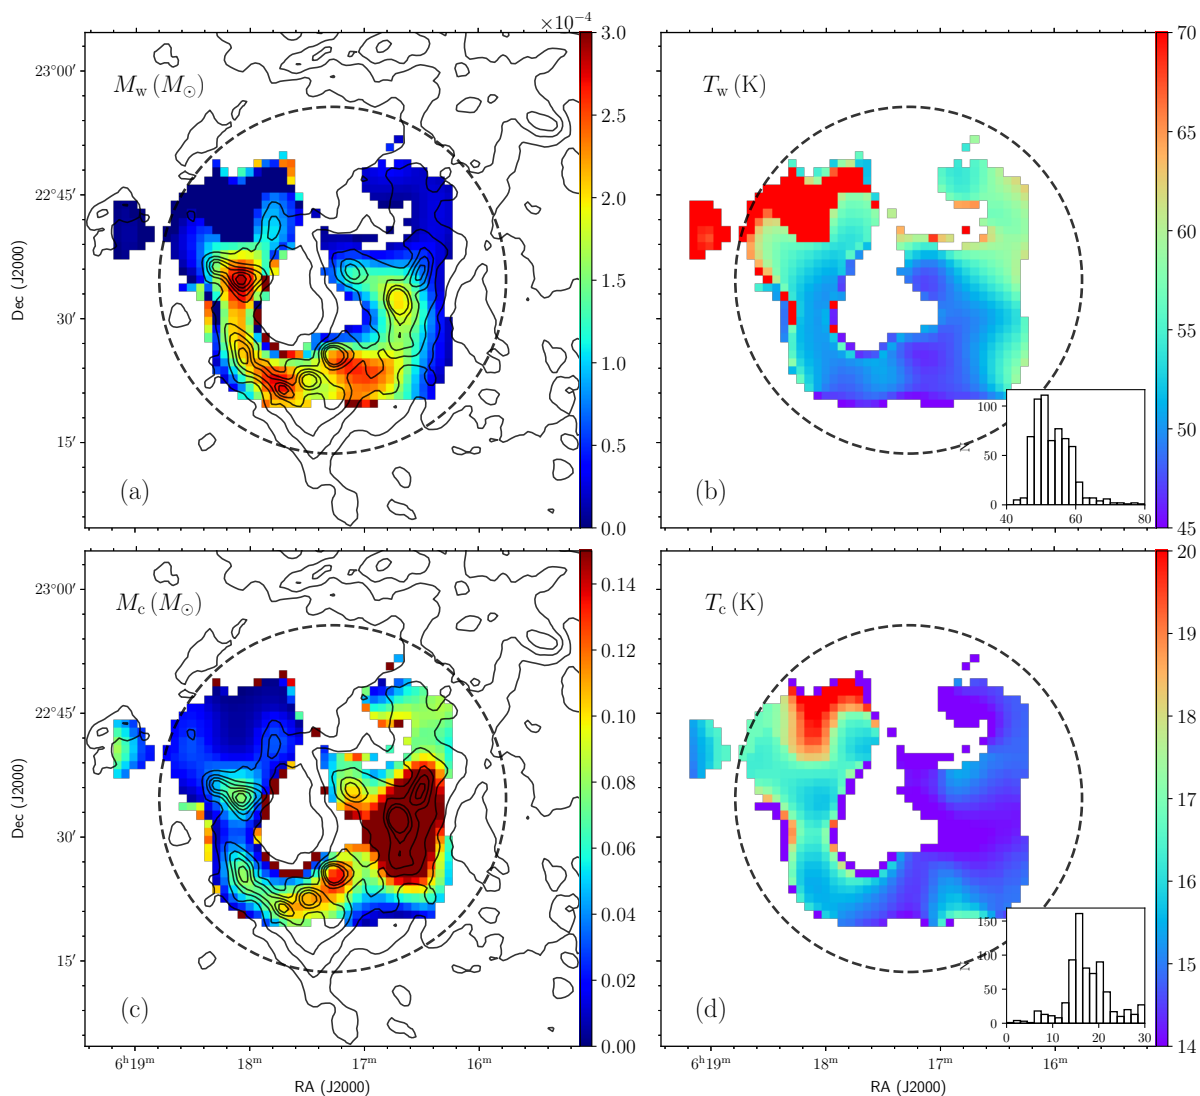 ×10⁻⁴
M_w (M_⊙)
23°00′
22°45′
30′
15′
Dec (J2000)
(a)
3.0
2.5
2.0
1.5
1.0
0.5
0.0
T_w (K)
(b)
70
65
60
55
50
45
100
50
0
N
40 60 80
M_c (M_⊙)
23°00′
22°45′
30′
15′
Dec (J2000)
(c)
0.14
0.12
0.10
0.08
0.06
0.04
0.02
0.00
6ʰ19ᵐ 18ᵐ 17ᵐ 16ᵐ
RA (J2000)
T_c (K)
(d)
20
19
18
17
16
15
14
150
100
50
0
N
0 10 20 30
6ʰ19ᵐ 18ᵐ 17ᵐ 16ᵐ
RA (J2000)